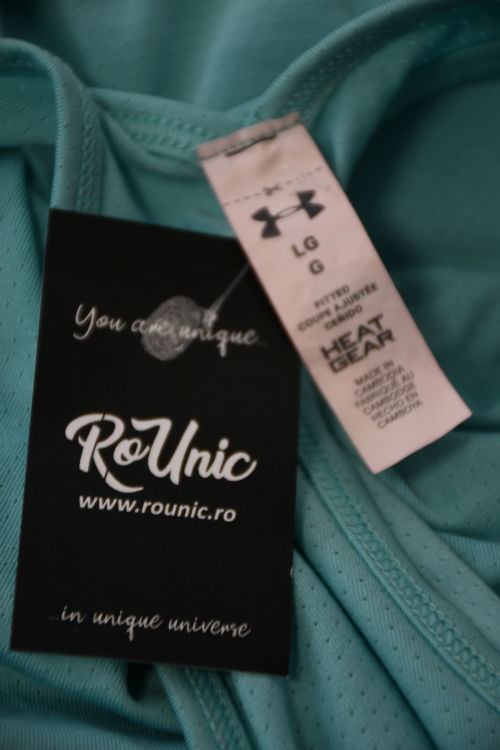 You are unique
RoUnic
www.rounic.ro
...in unique universe
LG
G
FITTED
COUPE AJUSTÉE
CEÑIDO
HEAT
GEAR
MADE IN
CAMBODIA
FABRIQUÉ AU
CAMBODGE
HECHO EN
CAMBOYA